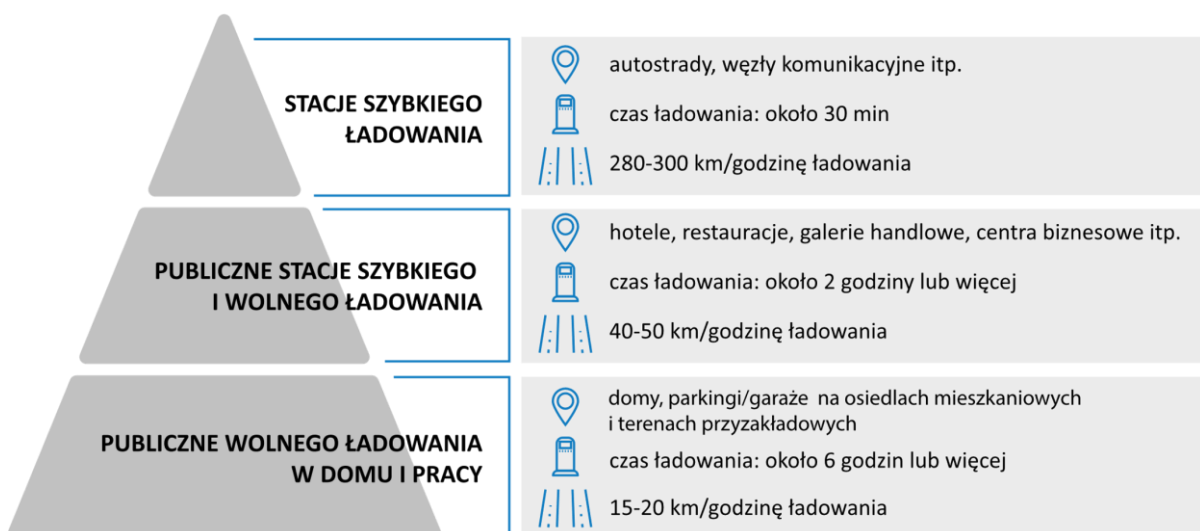 STACJE SZYBKIEGO
ŁADOWANIA
autostrady, węzły komunikacyjne itp.
czas ładowania: około 30 min
280-300 km/godzinę ładowania
PUBLICZNE STACJE SZYBKIEGO
I WOLNEGO ŁADOWANIA
hotele, restauracje, galerie handlowe, centra biznesowe itp.
czas ładowania: około 2 godziny lub więcej
40-50 km/godzinę ładowania
PUBLICZNE WOLNEGO ŁADOWANIA
W DOMU I PRACY
domy, parkingi/garaże na osiedlach mieszkaniowych
i terenach przyzakładowych
czas ładowania: około 6 godzin lub więcej
15-20 km/godzinę ładowania